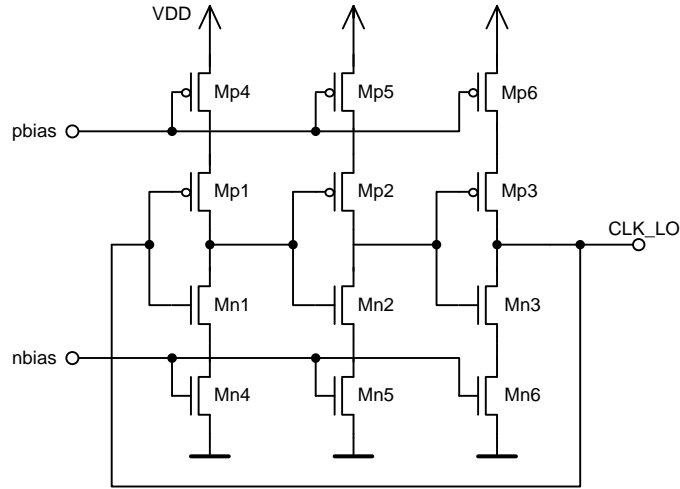 VDD
Mp4
Mp5
Mp6
pbias
Mp1
Mp2
Mp3
CLK_LO
Mn1
Mn2
Mn3
nbias
Mn4
Mn5
Mn6